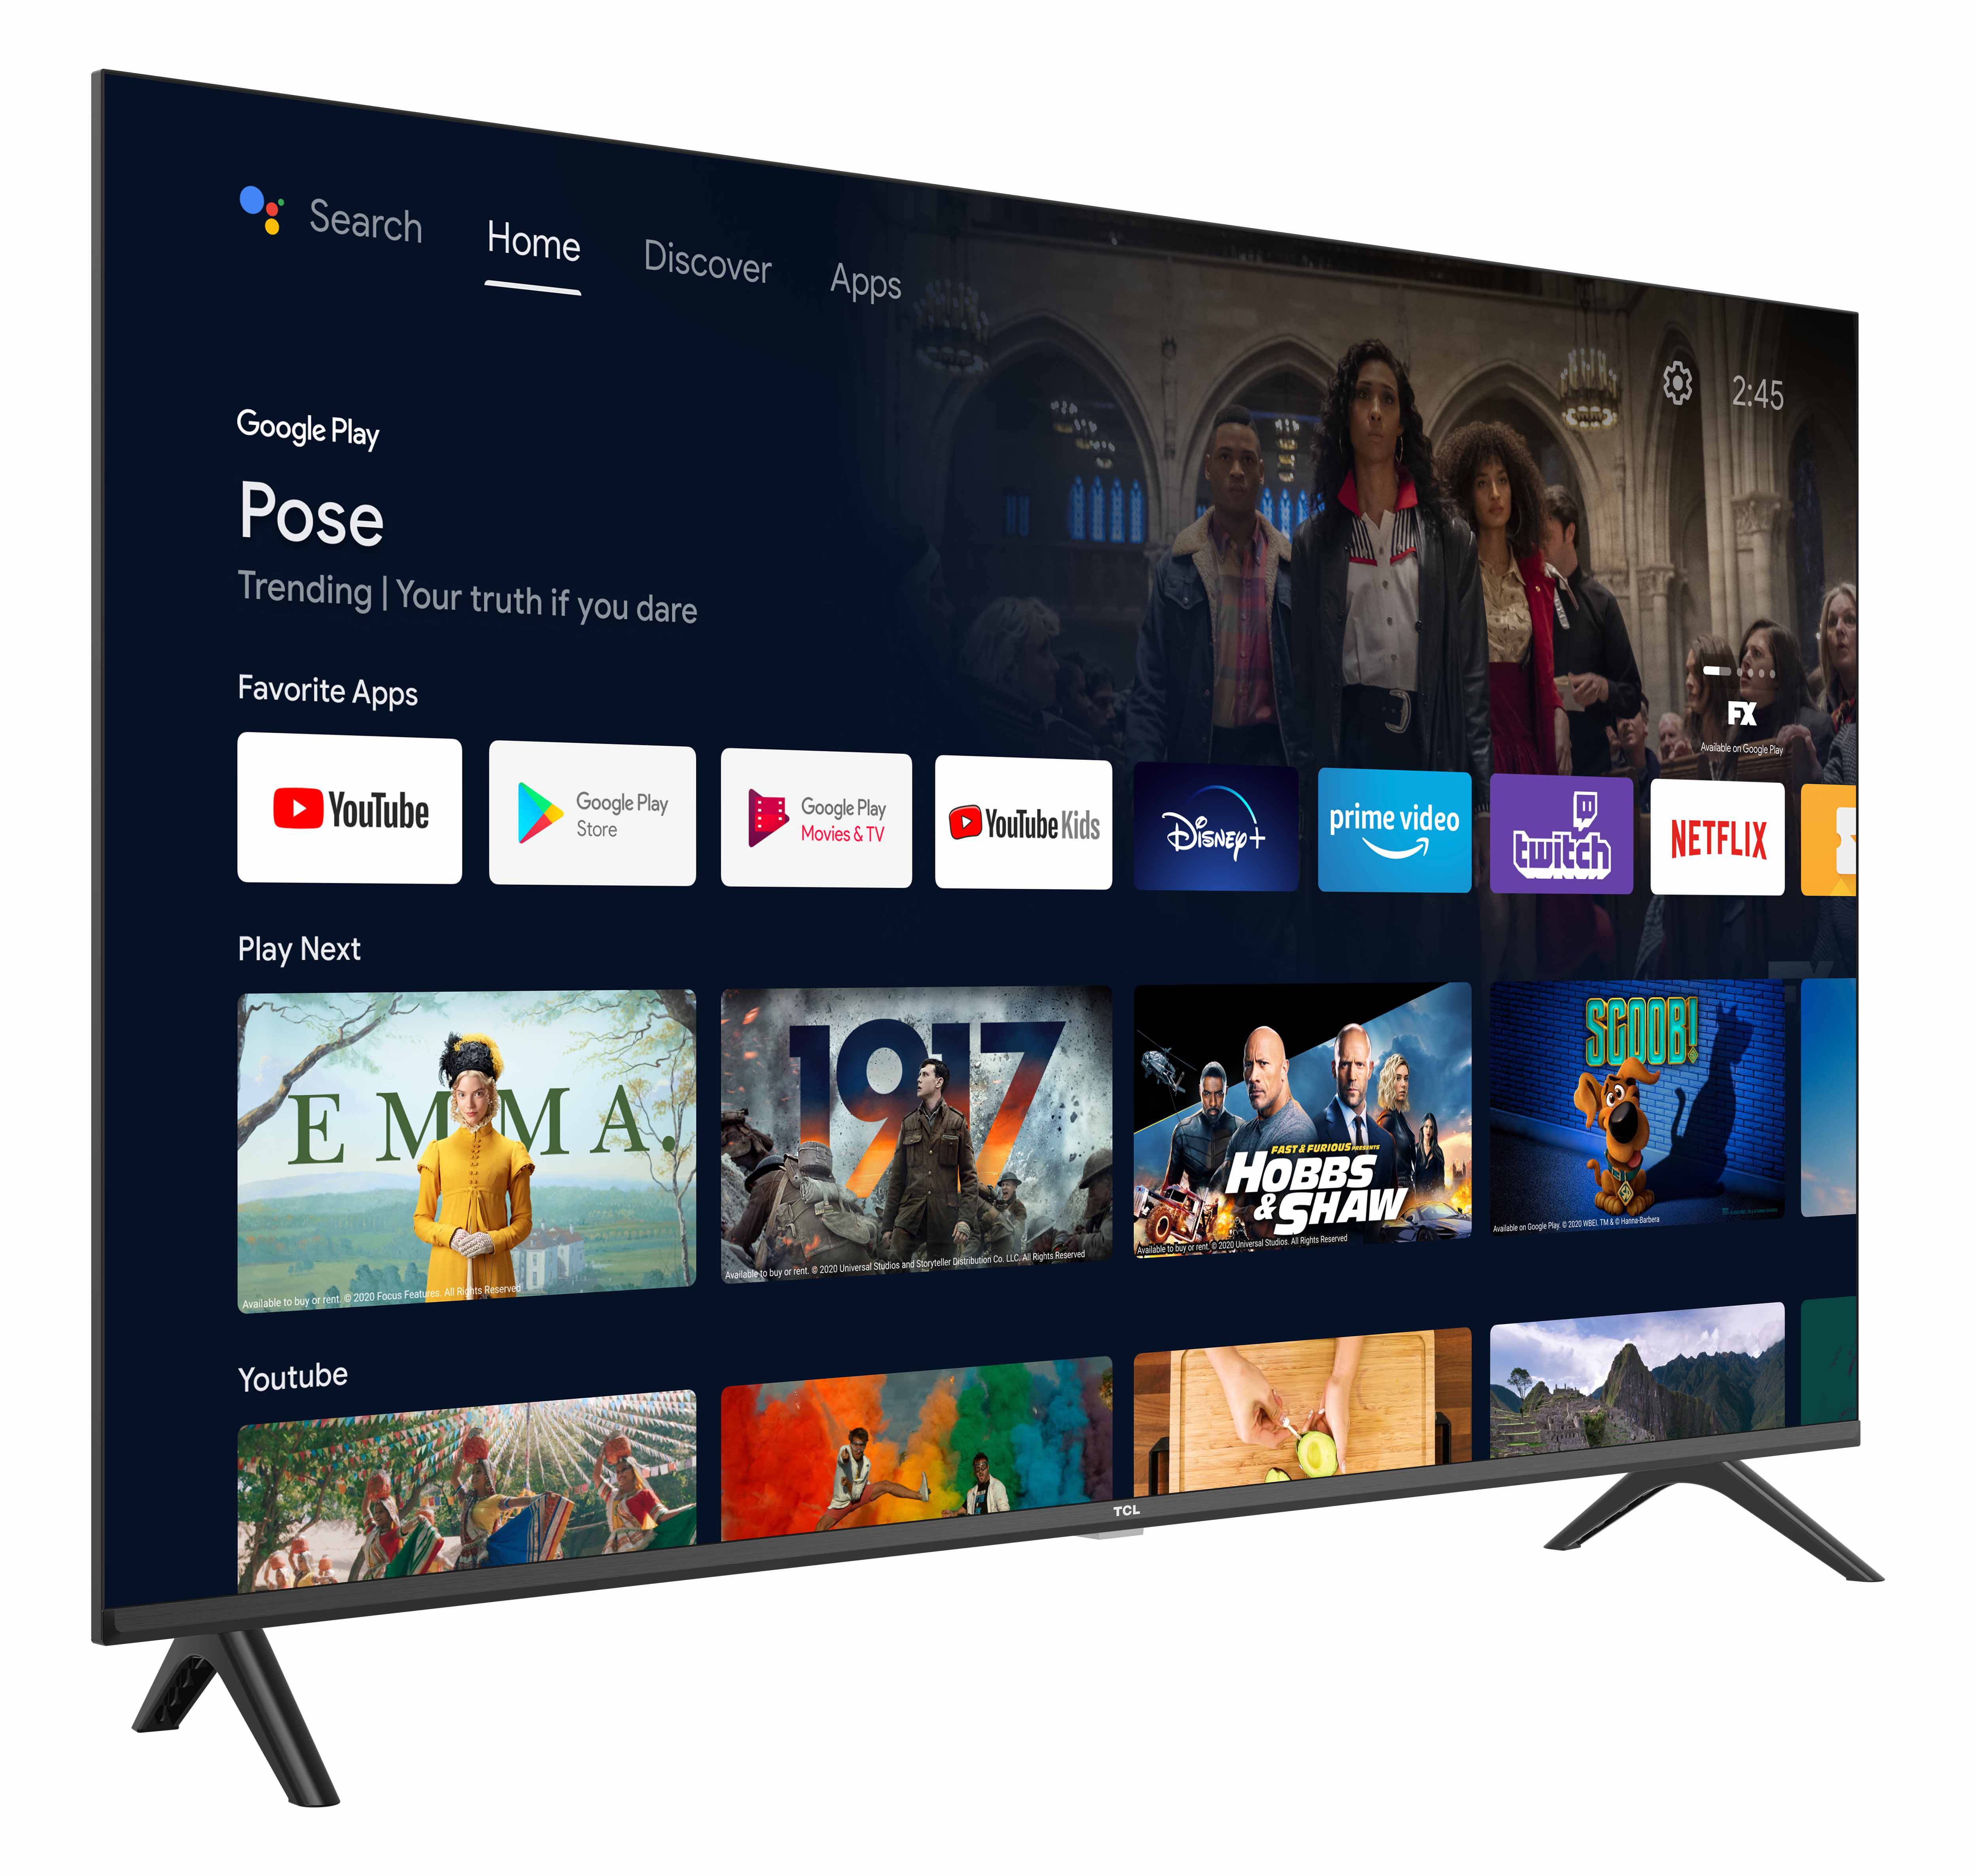 Search
Home
Discover
Apps
2:45
Google Play
Pose
Trending | Your truth if you dare
FX
Available on Google Play
Favorite Apps
YouTube
Google Play
Store
Google Play
Movies & TV
YouTube Kids
Disney+
prime video
twitch
NETFLIX
Play Next
EMMA.
Available to buy or rent. © 2020 Focus Features. All Rights Reserved
1917
Available to buy or rent. © 2020 Universal Studios and Storyteller Distribution Co. LLC. All Rights Reserved
FAST & FURIOUS PRESENTS
HOBBS
& SHAW
Available to buy or rent. © 2020 Universal Studios. All Rights Reserved
SCOOB!
Available on Google Play. © 2020 WBEI. TM & © Hanna-Barbera
Youtube
TCL